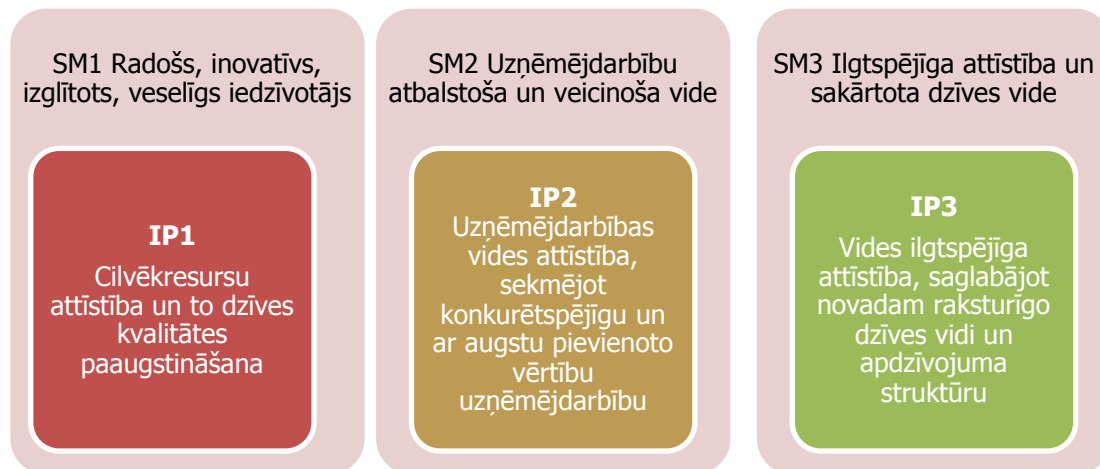 SM1 Radošs, inovatīvs,
izglītots, veselīgs iedzīvotājs
IP1
Cilvēkresursu
attīstība un to dzīves
kvalitātes
paaugstināšana
SM2 Uzņēmējdarbību
atbalstoša un veicinoša vide
IP2
Uzņēmējdarbības
vides attīstība,
sekmējot
konkurētspējīgu un
ar augstu pievienoto
vērtību
uzņēmējdarbību
SM3 Ilgtspējīga attīstība un
sakārtota dzīves vide
IP3
Vides ilgtspējīga
attīstība, saglabājot
novadam raksturīgo
dzīves vidi un
apdzīvojuma
struktūru